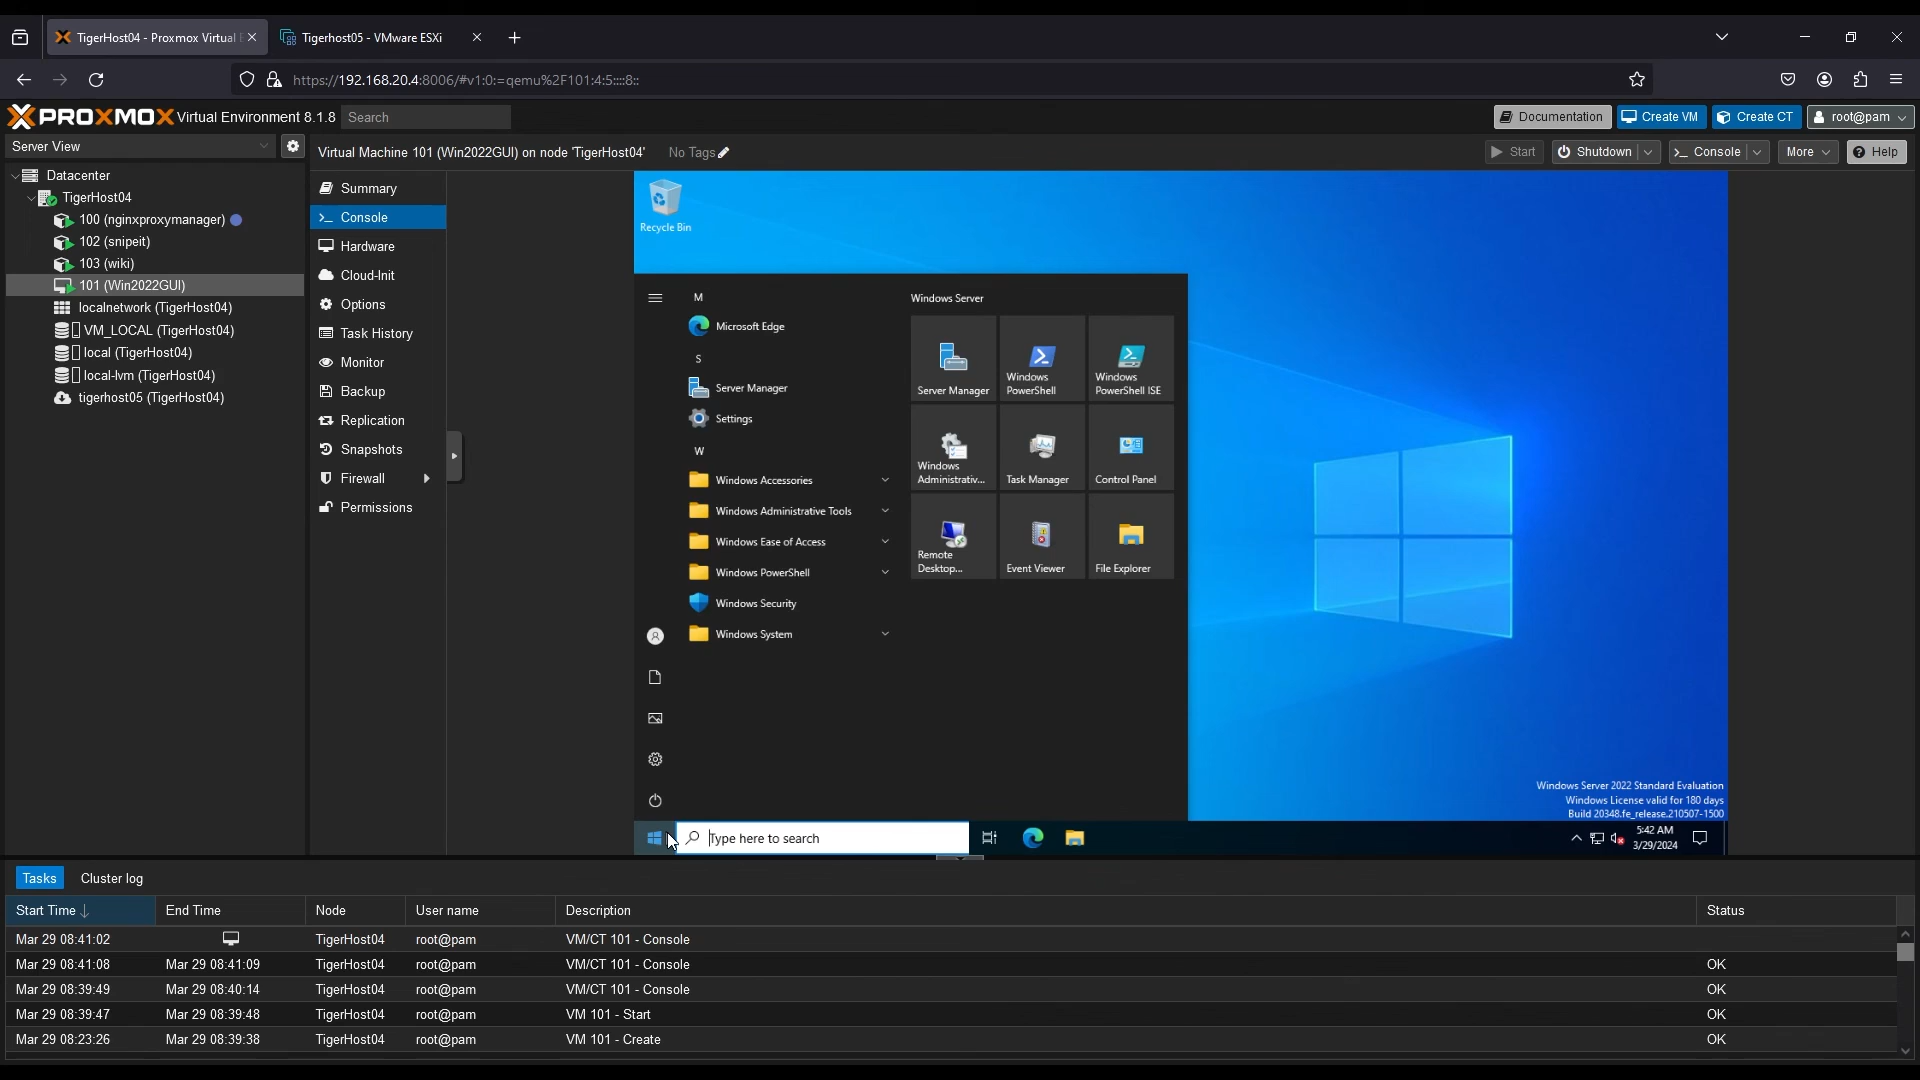 TigerHost04 - Proxmox Virtual E
Tigerhost05 - VMware ESXi
https://192.168.20.4:8006/#v1:0:=qemu%2F101:4:5::::8::
PROXMOX Virtual Environment 8.1.8
Search
Documentation
Create VM
Create CT
root@pam
Server View
Virtual Machine 101 (Win2022GUI) on node 'TigerHost04'
No Tags
Start
Shutdown
Console
More
Help
Datacenter
TigerHost04
100 (nginxproxymanager)
102 (snipeit)
103 (wiki)
101 (Win2022GUI)
localnetwork (TigerHost04)
VM_LOCAL (TigerHost04)
local (TigerHost04)
local-lvm (TigerHost04)
tigerhost05 (TigerHost04)
Summary
Console
Hardware
Cloud-Init
Options
Task History
Monitor
Backup
Replication
Snapshots
Firewall
Permissions
Recycle Bin
M
Microsoft Edge
S
Server Manager
Settings
W
Windows Accessories
Windows Administrative Tools
Windows Ease of Access
Windows PowerShell
Windows Security
Windows System
Windows Server
Server Manager
Windows
PowerShell
Windows
PowerShell ISE
Windows
Administrativ...
Task Manager
Control Panel
Remote
Desktop...
Event Viewer
File Explorer
Windows Server 2022 Standard Evaluation
Windows License valid for 180 days
Build 20348.fe_release.210507-1500
Type here to search
5:42 AM
3/29/2024
Tasks
Cluster log
Start Time End Time Node User name Description Status
Mar 29 08:41:02 TigerHost04 root@pam VM/CT 101 - Console
Mar 29 08:41:08 Mar 29 08:41:09 TigerHost04 root@pam VM/CT 101 - Console OK
Mar 29 08:39:49 Mar 29 08:40:14 TigerHost04 root@pam VM/CT 101 - Console OK
Mar 29 08:39:47 Mar 29 08:39:48 TigerHost04 root@pam VM 101 - Start OK
Mar 29 08:23:26 Mar 29 08:39:38 TigerHost04 root@pam VM 101 - Create OK